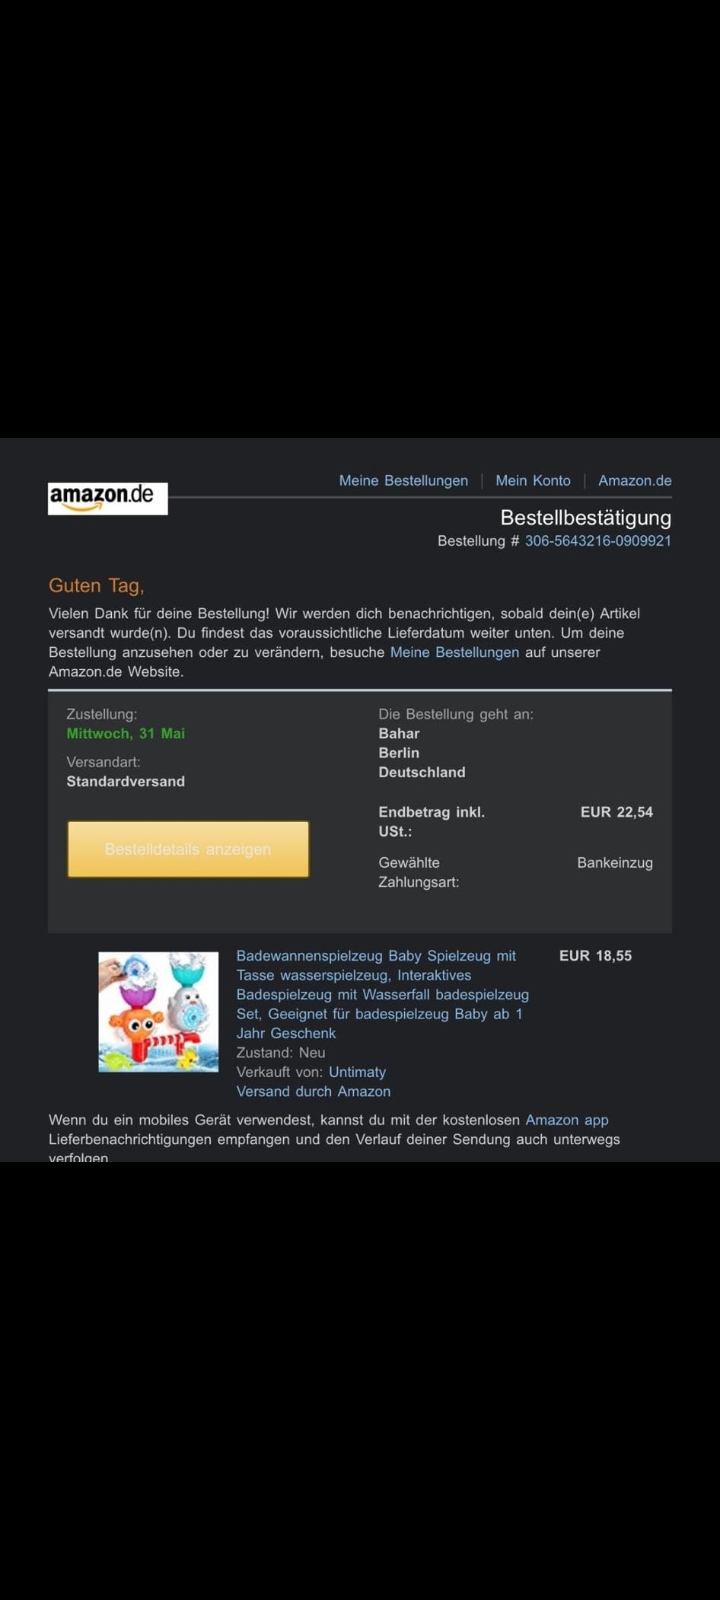 Meine Bestellungen | Mein Konto | Amazon.de
amazon.de
Bestellbestätigung
Bestellung # 306-5643216-0909921
Guten Tag,
Vielen Dank für deine Bestellung! Wir werden dich benachrichtigen, sobald dein(e) Artikel
versandt wurde(n). Du findest das voraussichtliche Lieferdatum weiter unten. Um deine
Bestellung anzusehen oder zu verändern, besuche Meine Bestellungen auf unserer
Amazon.de Website.
Zustellung:
Mittwoch, 31 Mai
Versandart:
Standardversand
Bestelldetails anzeigen
Die Bestellung geht an:
Bahar
Berlin
Deutschland
Endbetrag inkl. EUR 22,54
USt.:
Gewählte Bankeinzug
Zahlungsart:
Badewannenspielzeug Baby Spielzeug mit EUR 18,55
Tasse wasserspielzeug, Interaktives
Badespielzeug mit Wasserfall badespielzeug
Set, Geeignet für badespielzeug Baby ab 1
Jahr Geschenk
Zustand: Neu
Verkauft von: Untimaty
Versand durch Amazon
Wenn du ein mobiles Gerät verwendest, kannst du mit der kostenlosen Amazon app
Lieferbenachrichtigungen empfangen und den Verlauf deiner Sendung auch unterwegs
verfolgen.